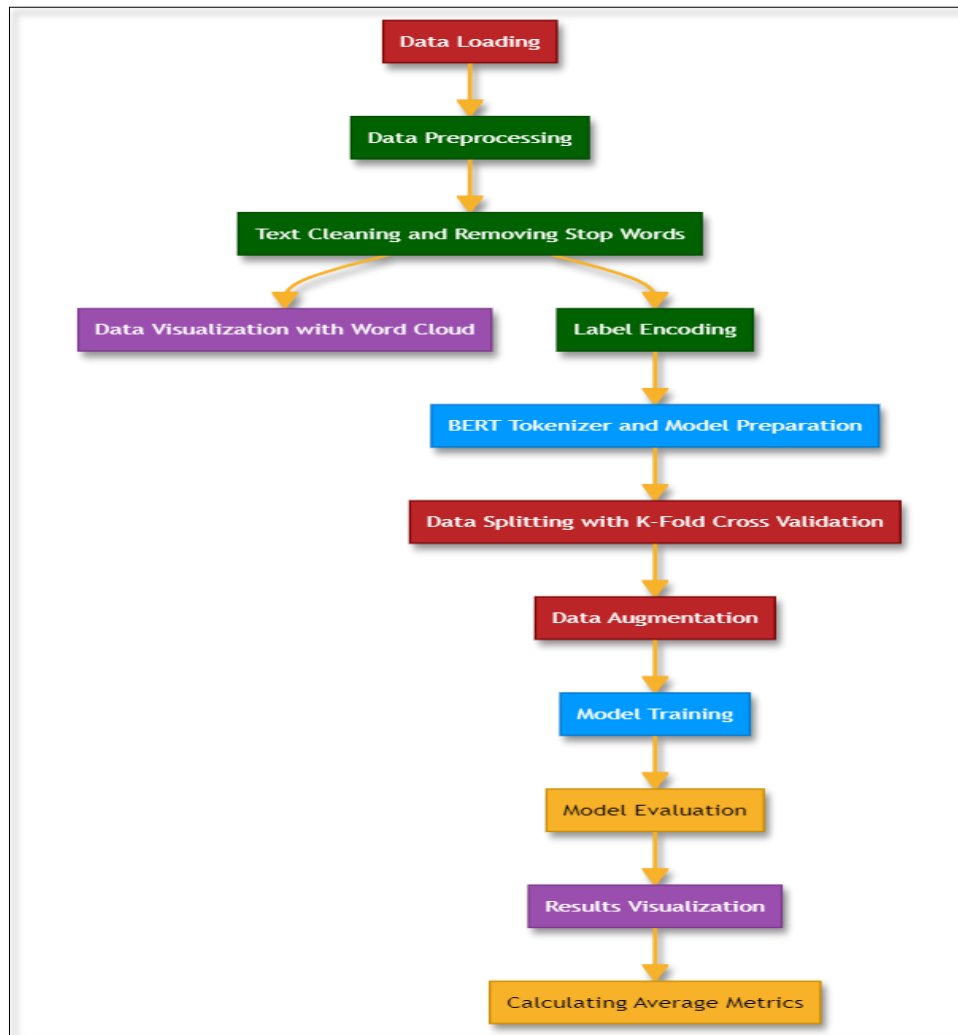 Data Loading
Data Preprocessing
Text Cleaning and Removing Stop Words
Data Visualization with Word Cloud
Label Encoding
BERT Tokenizer and Model Preparation
Data Splitting with K-Fold Cross Validation
Data Augmentation
Model Training
Model Evaluation
Results Visualization
Calculating Average Metrics